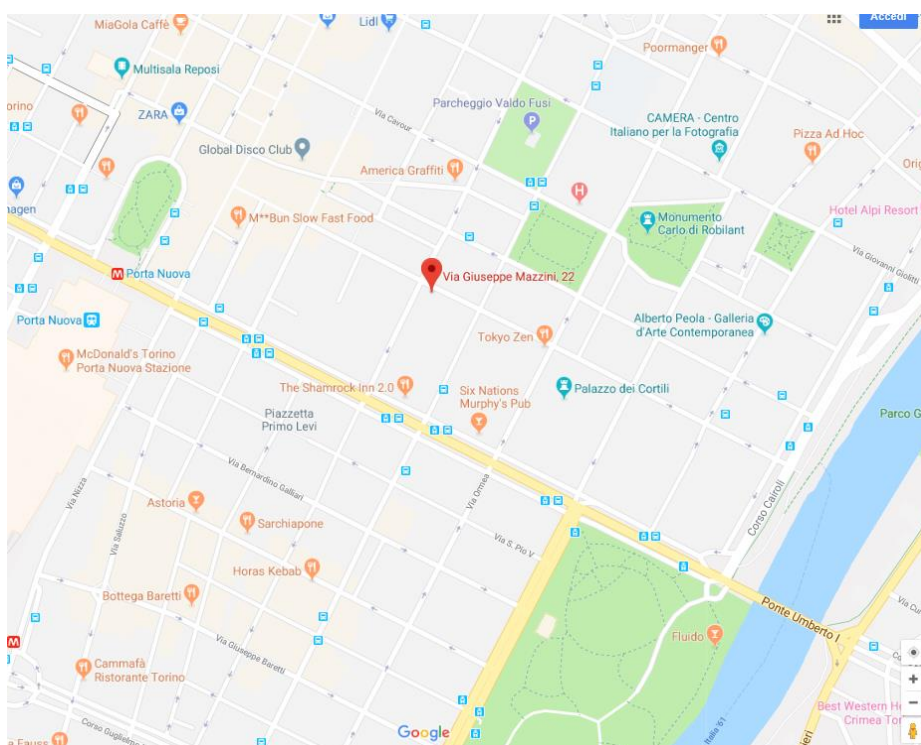 MiaGola Caffè
Lidl
Accedi
Poormanger
Multisala Reposi
Parcheggio Valdo Fusi
Via Cavour
ZARA
CAMERA - Centro
Italiano per la Fotografia
Pizza Ad Hoc
Global Disco Club
America Graffiti
H
Hotel Alpi Resort
M**Bun Slow Fast Food
Monumento
Carlo di Robilant
Via Giovanni Giolitti
M Porta Nuova
Via Giuseppe Mazzini, 22
Porta Nuova
Alberto Peola - Galleria
d'Arte Contemporanea
Tokyo Zen
McDonald's Torino
Porta Nuova Stazione
The Shamrock Inn 2.0
Six Nations
Murphy's Pub
Palazzo dei Cortili
Piazzetta
Primo Levi
Parco G
Via Bernardino Galliari
Via Nizza
Via Ormea
Corso Cairoli
Astoria
Sarchiapone
Via Saluzzo
Via S. Pio V
Horas Kebab
Bottega Baretti
Ponte Umberto I
Fluido
M
Via Giuseppe Baretti
Cammafà
Ristorante Torino
Best Western
Crimea
Italia '61
Google